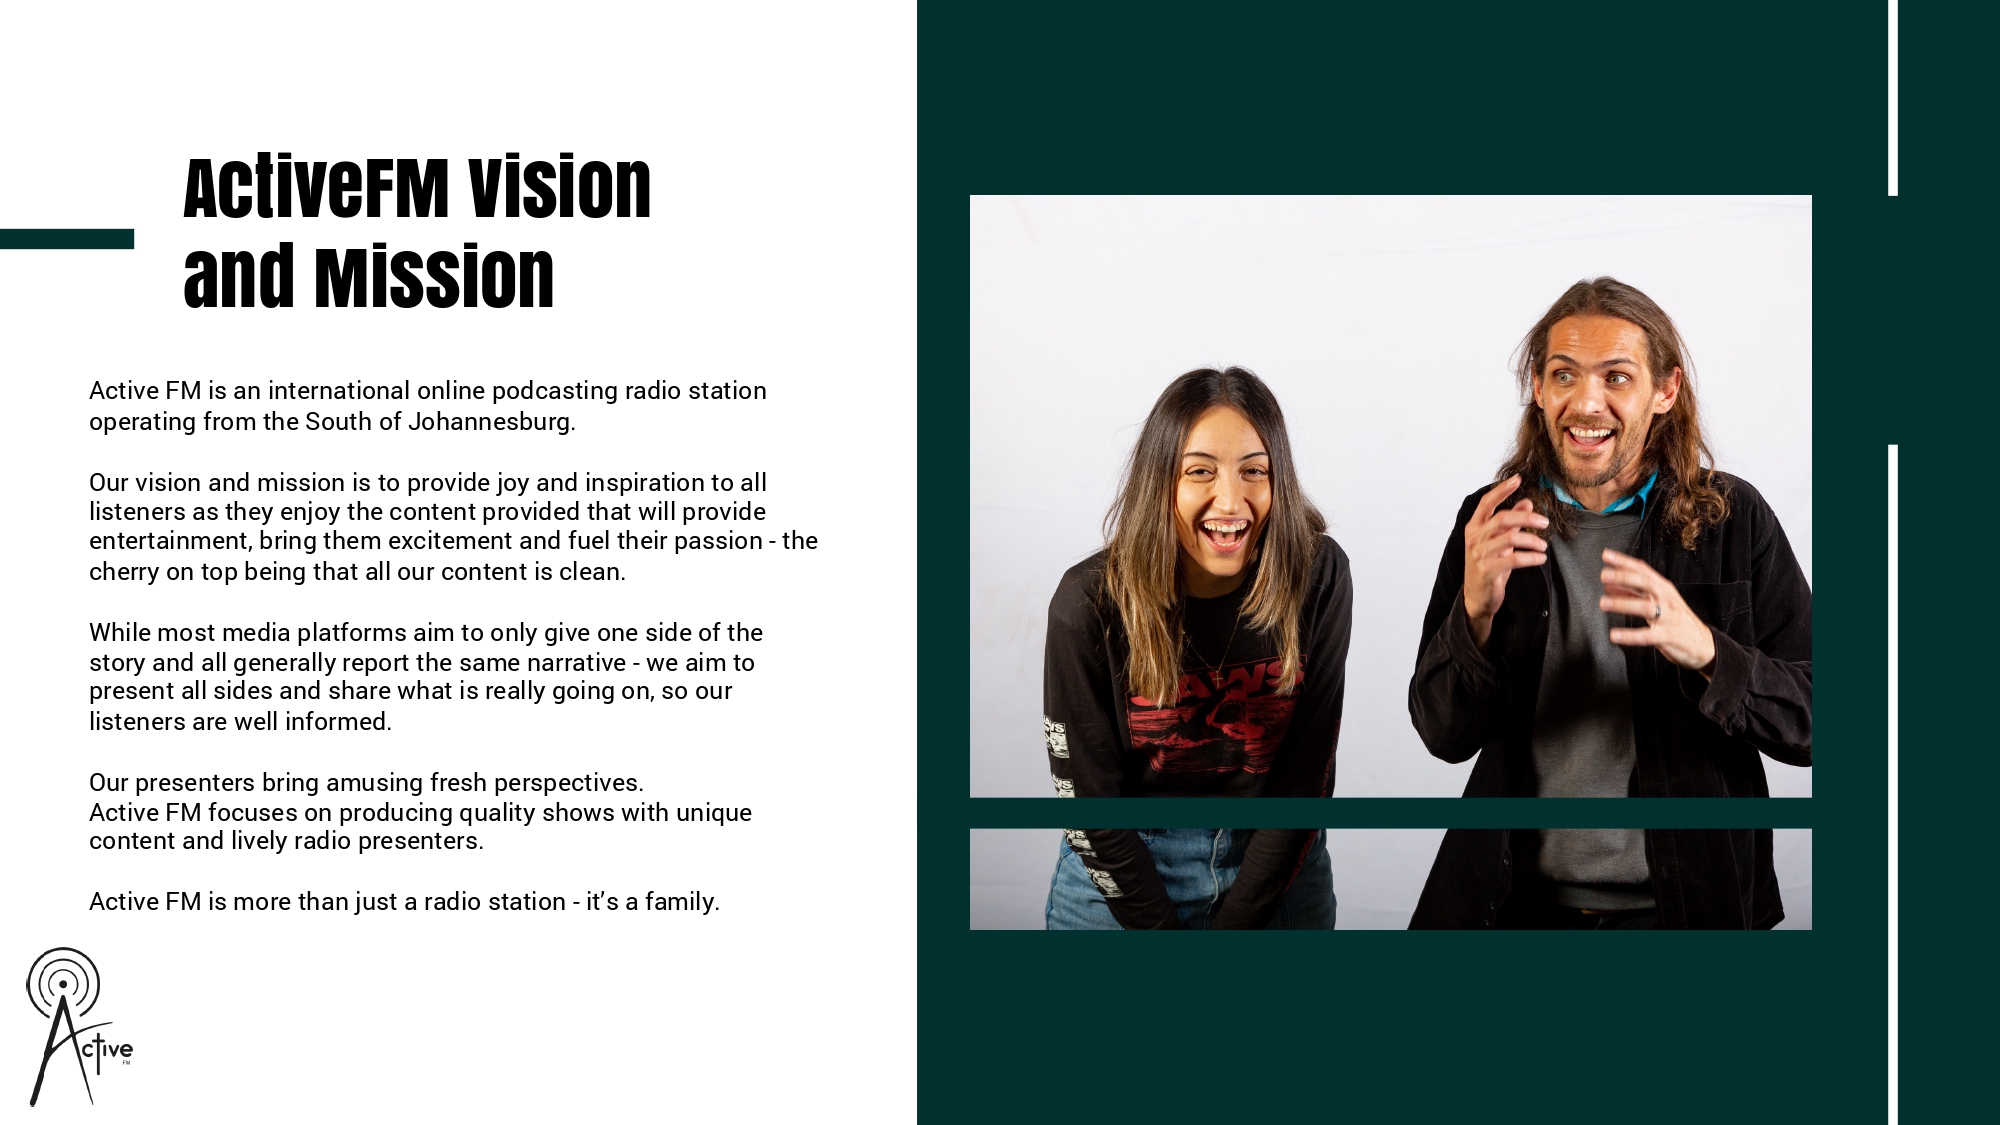 ActiveFM Vision
and Mission
Active FM is an international online podcasting radio station
operating from the South of Johannesburg.
Our vision and mission is to provide joy and inspiration to all
listeners as they enjoy the content provided that will provide
entertainment, bring them excitement and fuel their passion - the
cherry on top being that all our content is clean.
While most media platforms aim to only give one side of the
story and all generally report the same narrative - we aim to
present all sides and share what is really going on, so our
listeners are well informed.
Our presenters bring amusing fresh perspectives.
Active FM focuses on producing quality shows with unique
content and lively radio presenters.
Active FM is more than just a radio station - it’s a family.
Active
FM
JAWS